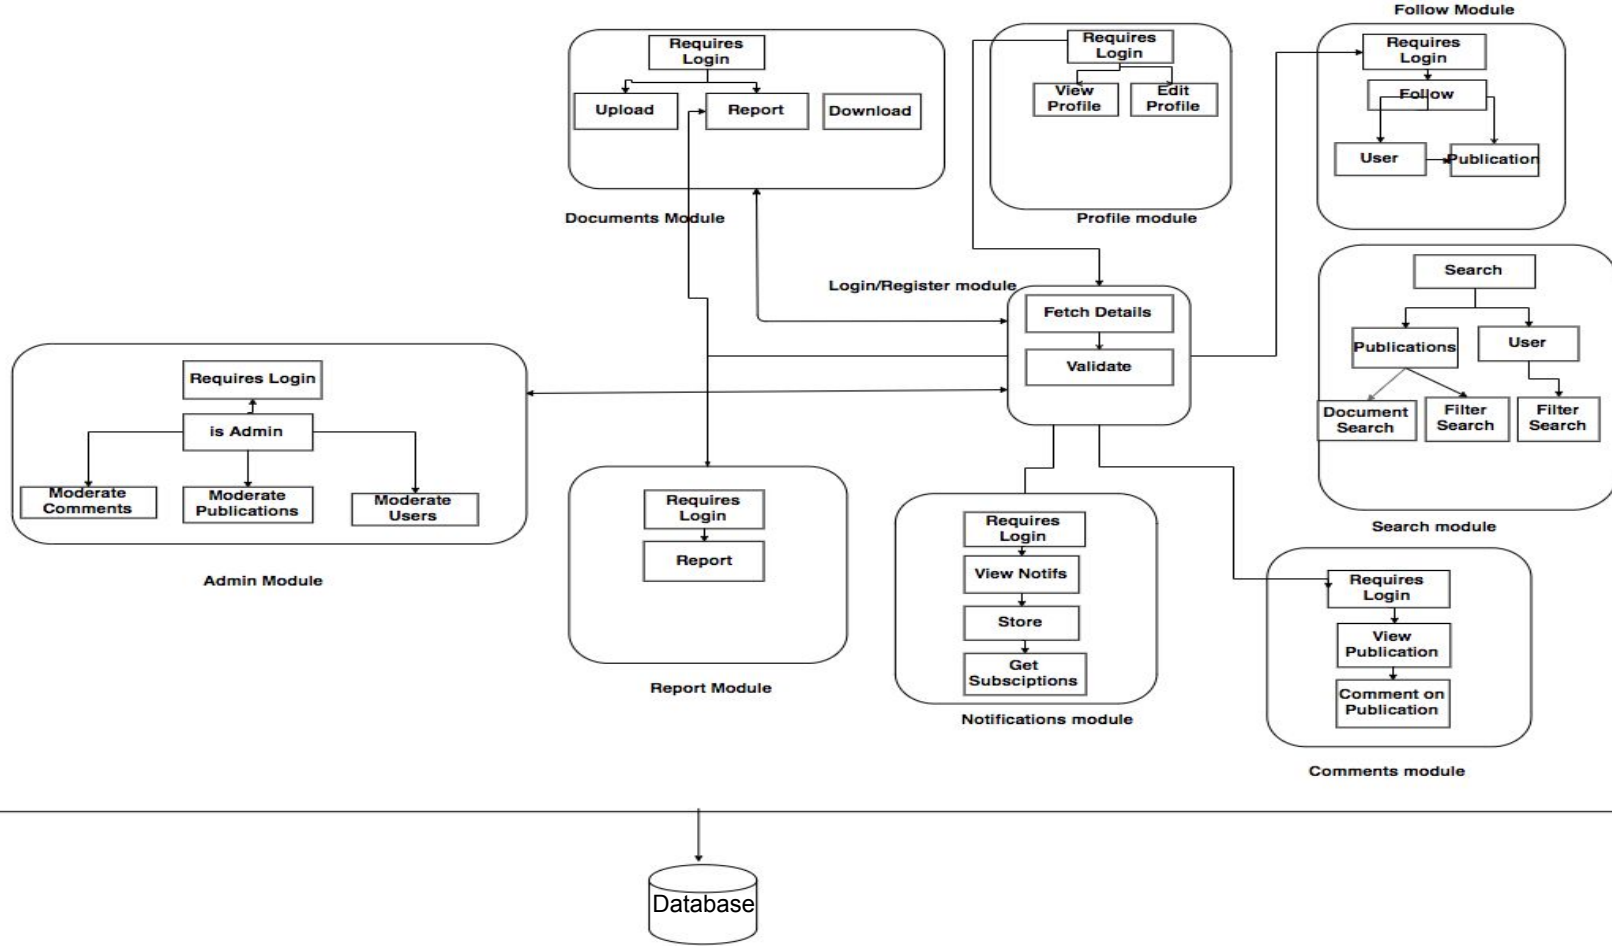 Follow Module
Requires
Login
Upload
Report
Download
Documents Module
Requires
Login
View
Profile
Edit
Profile
Profile module
Requires
Login
Follow
User
Publication
Login/Register module
Fetch Details
Validate
Search
Publications
User
Document
Search
Filter
Search
Filter
Search
Search module
Requires Login
is Admin
Moderate
Comments
Moderate
Publications
Moderate
Users
Admin Module
Requires
Login
Report
Report Module
Requires
Login
View Notifs
Store
Get
Subsciptions
Notifications module
Requires
Login
View
Publication
Comment on
Publication
Comments module
Database